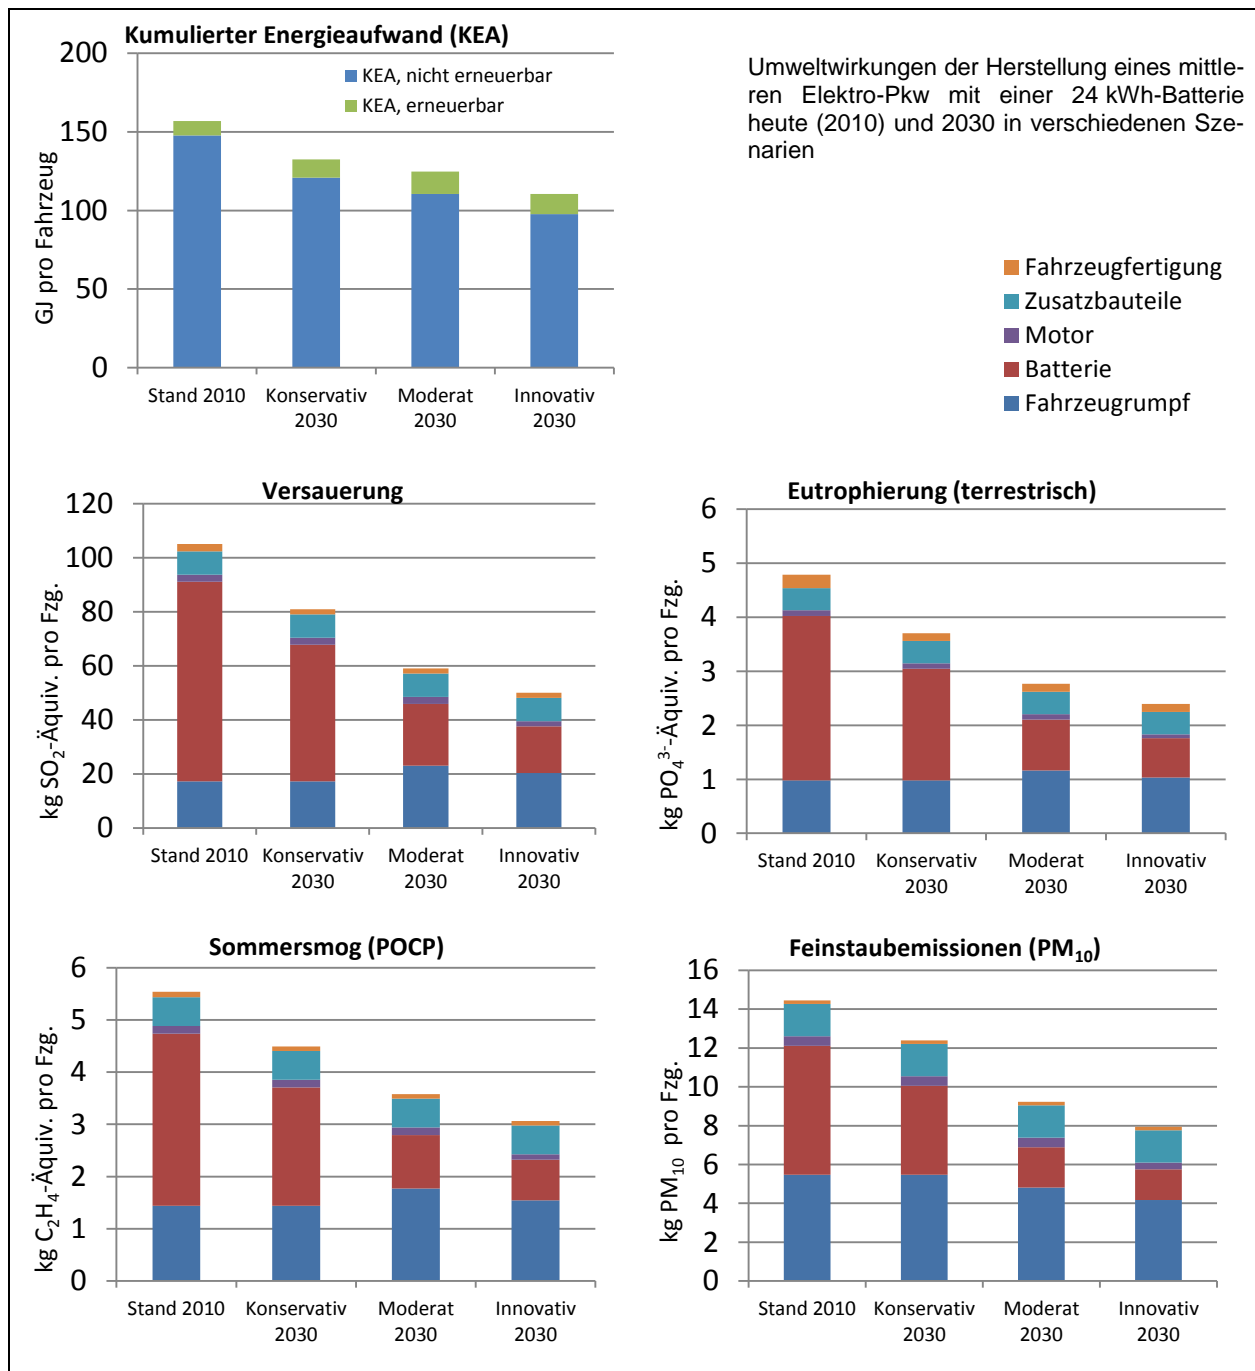 Kumulierter Energieaufwand (KEA)
200
150
100
50
0
GJ pro Fahrzeug
KEA, nicht erneuerbar
KEA, erneuerbar
Stand 2010
Konservativ
2030
Moderat
2030
Innovativ
2030
Umweltwirkungen der Herstellung eines mittle-
ren Elektro-Pkw mit einer 24 kWh-Batterie
heute (2010) und 2030 in verschiedenen Sze-
narien
Fahrzeugfertigung
Zusatzbauteile
Motor
Batterie
Fahrzeugrumpf
Versauerung
120
100
80
60
40
20
0
kg SO₂-Äquiv. pro Fzg.
Stand 2010
Konservativ
2030
Moderat
2030
Innovativ
2030
Eutrophierung (terrestrisch)
6
5
4
3
2
1
0
kg PO₄³⁻-Äquiv. pro Fzg.
Stand 2010
Konservativ
2030
Moderat
2030
Innovativ
2030
Sommersmog (POCP)
6
5
4
3
2
1
0
kg C₂H₄-Äquiv. pro Fzg.
Stand 2010
Konservativ
2030
Moderat
2030
Innovativ
2030
Feinstaubemissionen (PM₁₀)
16
14
12
10
8
6
4
2
0
kg PM₁₀ pro Fzg.
Stand 2010
Konservativ
2030
Moderat
2030
Innovativ
2030